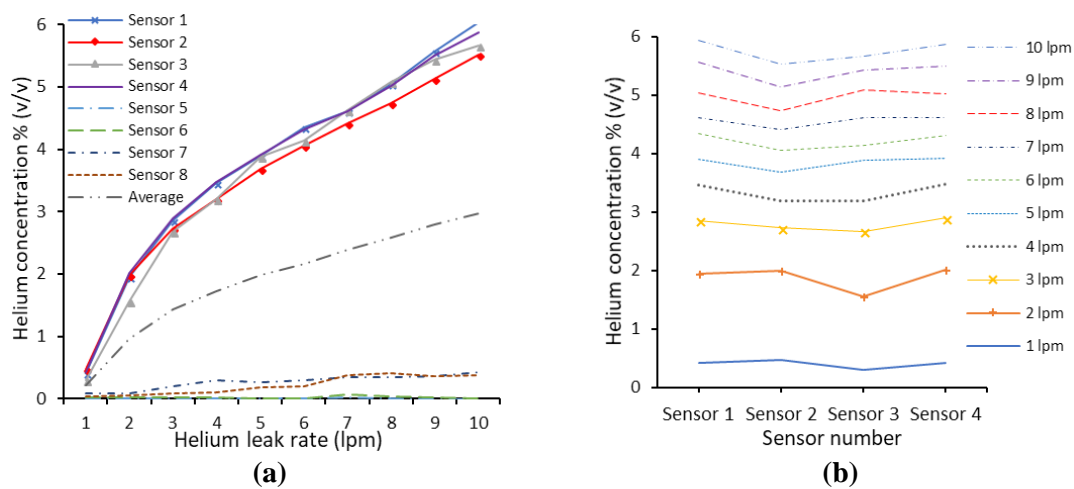 6
5
4
3
2
1
0
Helium concentration % (v/v)
Sensor 1
Sensor 2
Sensor 3
Sensor 4
Sensor 5
Sensor 6
Sensor 7
Sensor 8
Average
1 2 3 4 5 6 7 8 9 10
Helium leak rate (lpm)
(a)
6
5
4
3
2
1
0
Helium concentration % (v/v)
10 lpm
9 lpm
8 lpm
7 lpm
6 lpm
5 lpm
4 lpm
3 lpm
2 lpm
1 lpm
Sensor 1 Sensor 2 Sensor 3 Sensor 4
Sensor number
(b)